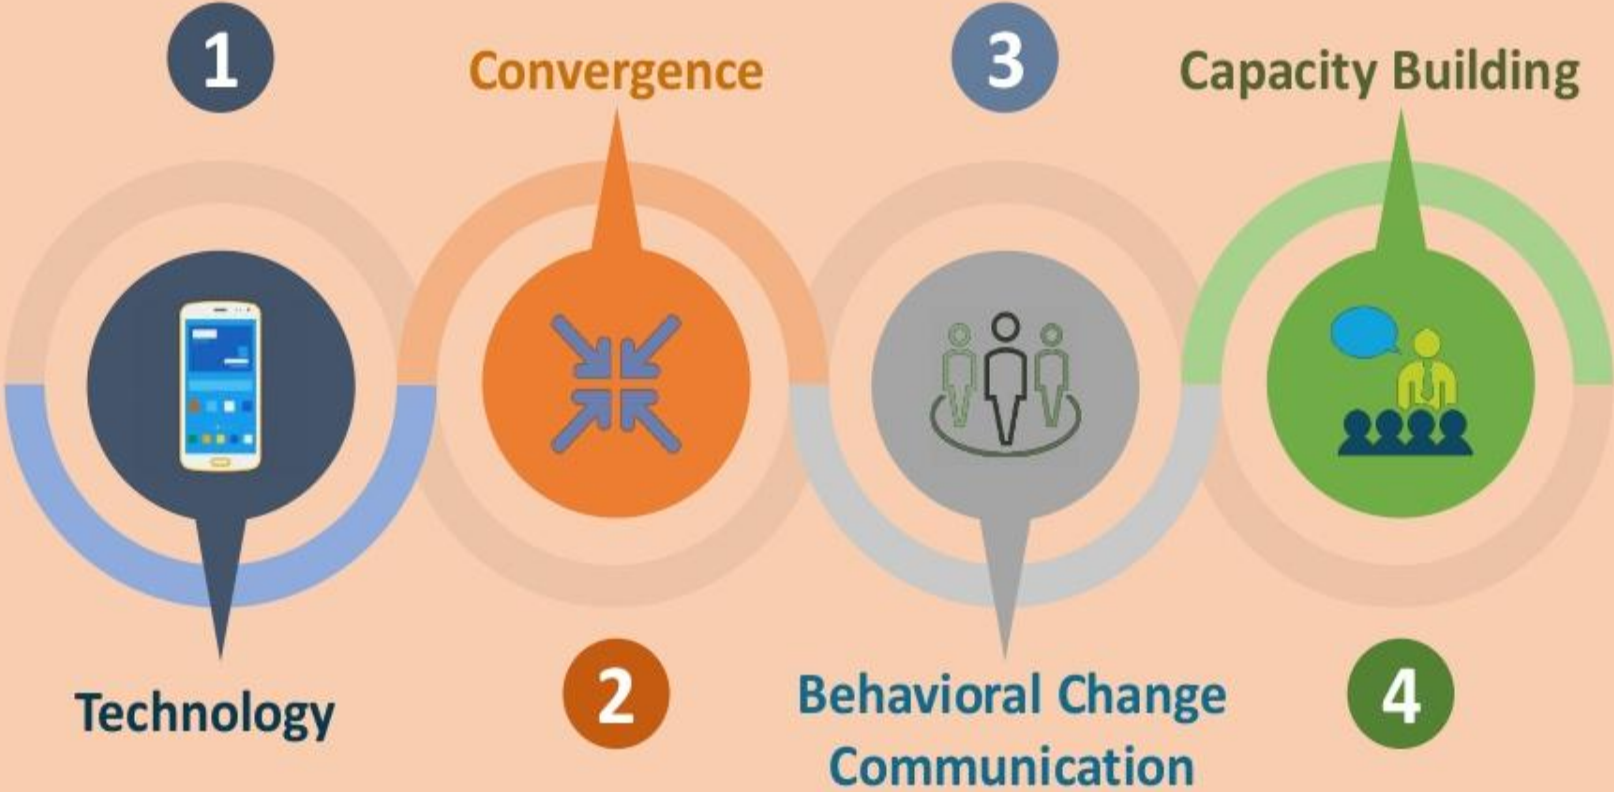 1
Technology
Convergence
2
3
Behavioral Change
Communication
Capacity Building
4